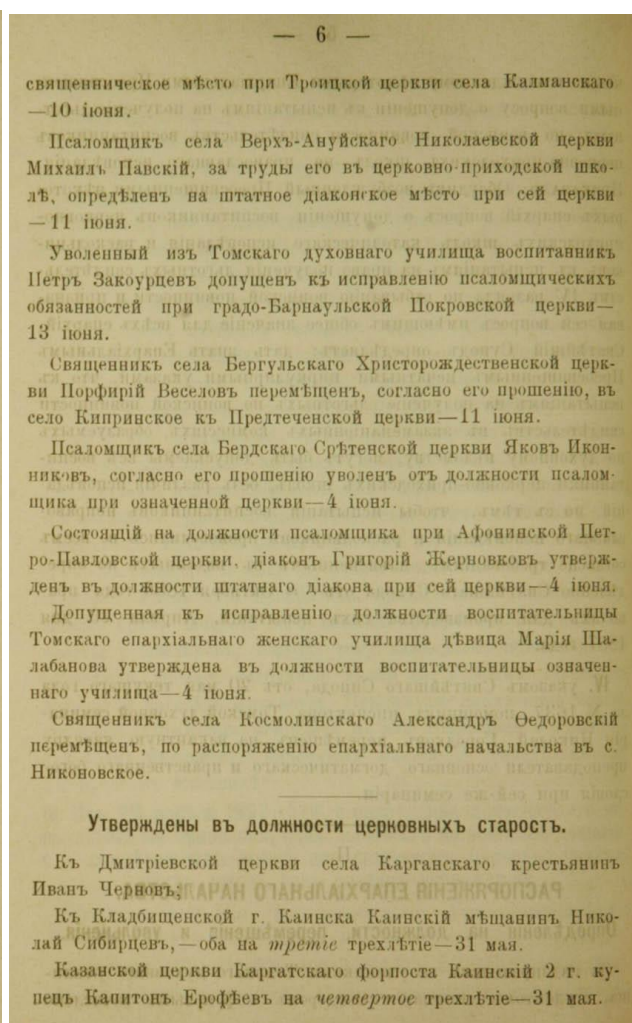 — 6 —
священническое мѣсто при Троицкой церкви села Калманскаго
—10 іюня.
Псаломщикъ села Верхъ-Ануйскаго Николаевской церкви
Михаилъ Павскій, за труды его въ церковно-приходской шко-
лѣ, опредѣленъ на штатное діаконское мѣсто при сей церкви
—11 іюня.
Уволенный изъ Томскаго духовнаго училища воспитанникъ
Петръ Закоурцевъ допущенъ къ исправленію псаломщическихъ
обязанностей при градо-Барнаульской Покровской церкви—
13 іюня.
Священникъ села Бергульскаго Христорождественской церк-
ви Порфирій Веселовъ перемѣщенъ, согласно его прошенію, въ
село Кипринское къ Предтеченской церкви—11 іюня.
Псаломщикъ села Бердскаго Срѣтенской церкви Яковъ Икон-
никовъ, согласно его прошенію уволенъ отъ должности псалом-
щика при означенной церкви—4 іюня.
Состоящій на должности псаломщика при Афонинской Пет-
ро-Павловской церкви. діаконъ Григорій Жерновковъ утверж-
денъ въ должности штатнаго діакона при сей церкви—4 іюня.
Допущенная къ исправленію должности воспитательницы
Томскаго епархіальнаго женскаго училища дѣвица Марія Ша-
лабанова утверждена въ должности воспитательницы означен-
наго училища—4 іюня.
Священникъ села Космолинскаго Александръ Ѳедоровскій
перемѣщенъ, по распоряженію епархіальнаго начальства въ с.
Никоновское.
Утверждены въ должности церковныхъ старостъ.
Къ Дмитріевской церкви села Карганскаго крестьянинъ
Иванъ Черновъ;
Къ Кладбищенской г. Каинска Каинскій мѣщанинъ Нико-
лай Сибирцевъ,—оба на третіе трехлѣтіе—31 мая.
Казанской церкви Каргатскаго форпоста Каинскій 2 г. ку-
пецъ Капитонъ Ерофѣевъ на четвертое трехлѣтіе—31 мая.